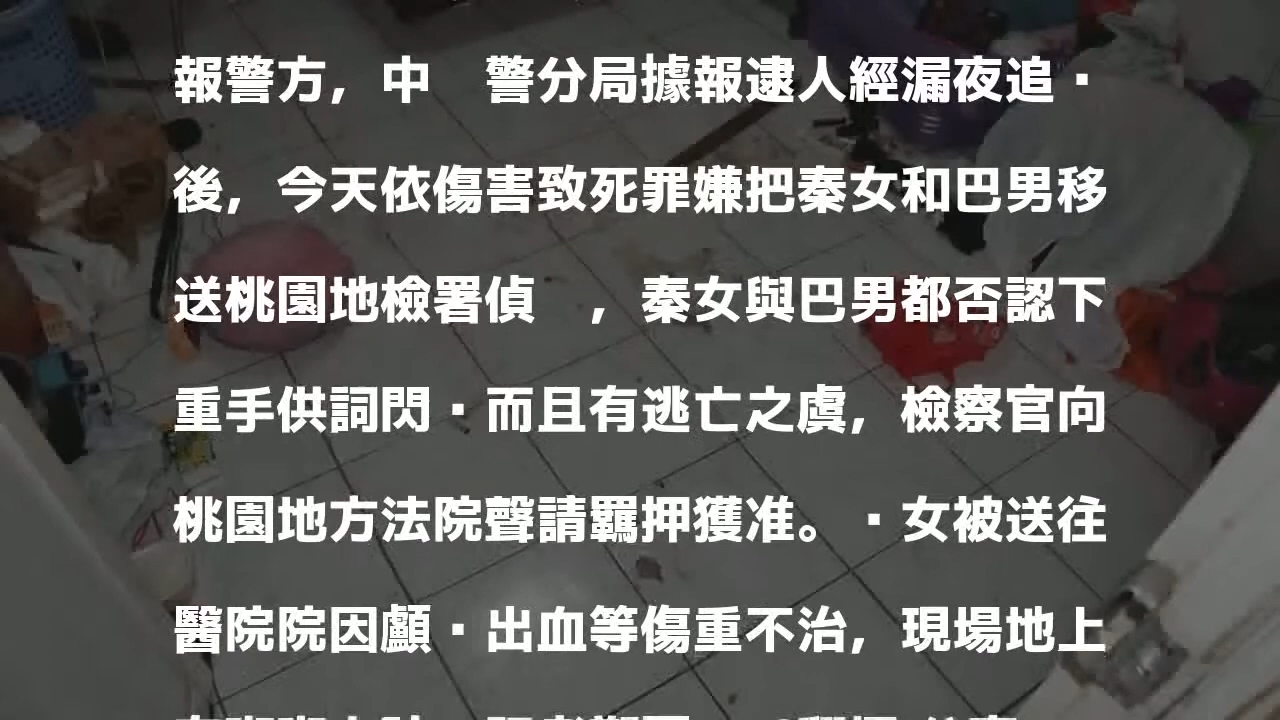 報警方，中　警分局據報逮人經漏夜追▪
後，今天依傷害致死罪嫌把秦女和巴男移
送桃園地檢署偵　，秦女與巴男都否認下
重手供詞閃▪而且有逃亡之虞，檢察官向
桃園地方法院聲請羈押獲准。▪女被送往
醫院院因顱▪出血等傷重不治，現場地上